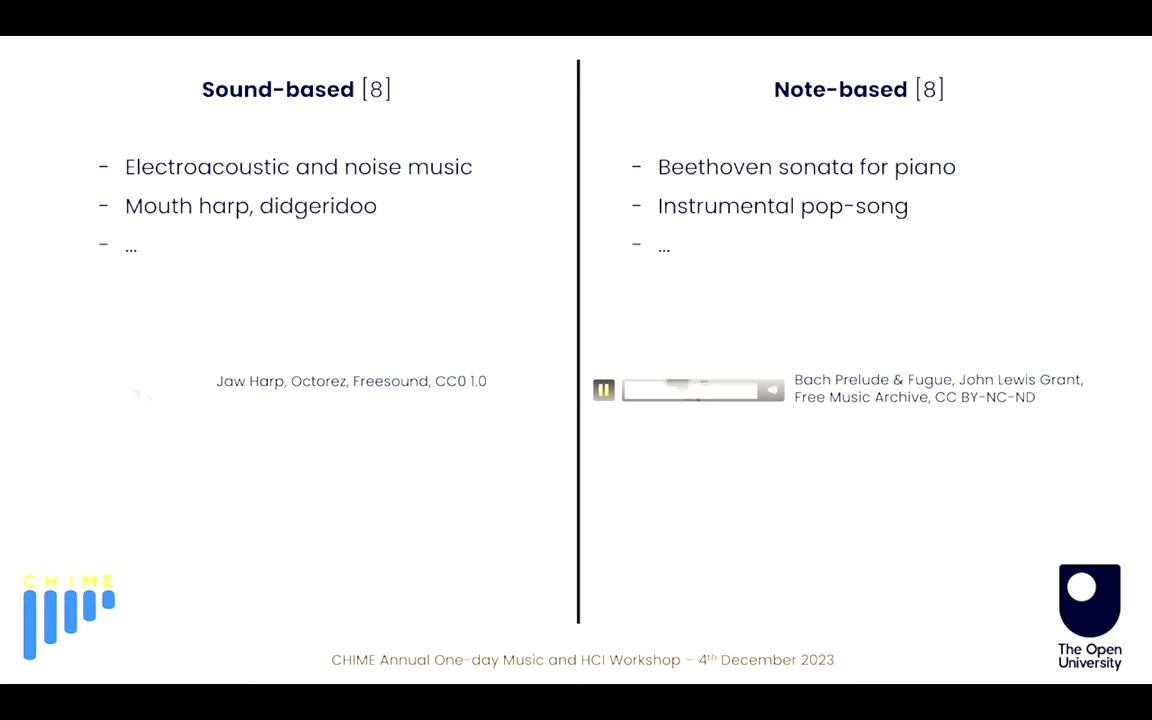 Sound-based [8]
- Electroacoustic and noise music
- Mouth harp, didgeridoo
- ...
Jaw Harp, Octorez, Freesound, CC0 1.0
Note-based [8]
- Beethoven sonata for piano
- Instrumental pop-song
- ...
Bach Prelude & Fugue, John Lewis Grant,
Free Music Archive, CC BY-NC-ND
CHIME
CHIME Annual One-day Music and HCI Workshop - 4th December 2023
The Open
University